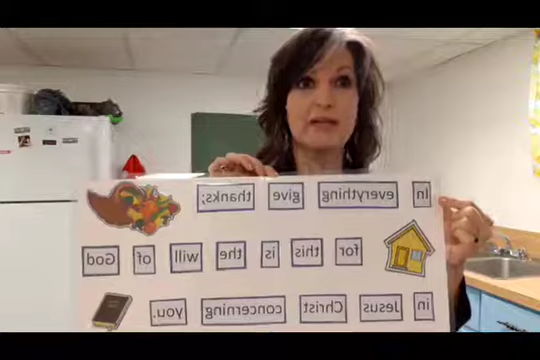 In everything give thanks;
for this is the will of God
in Jesus Christ concerning you.